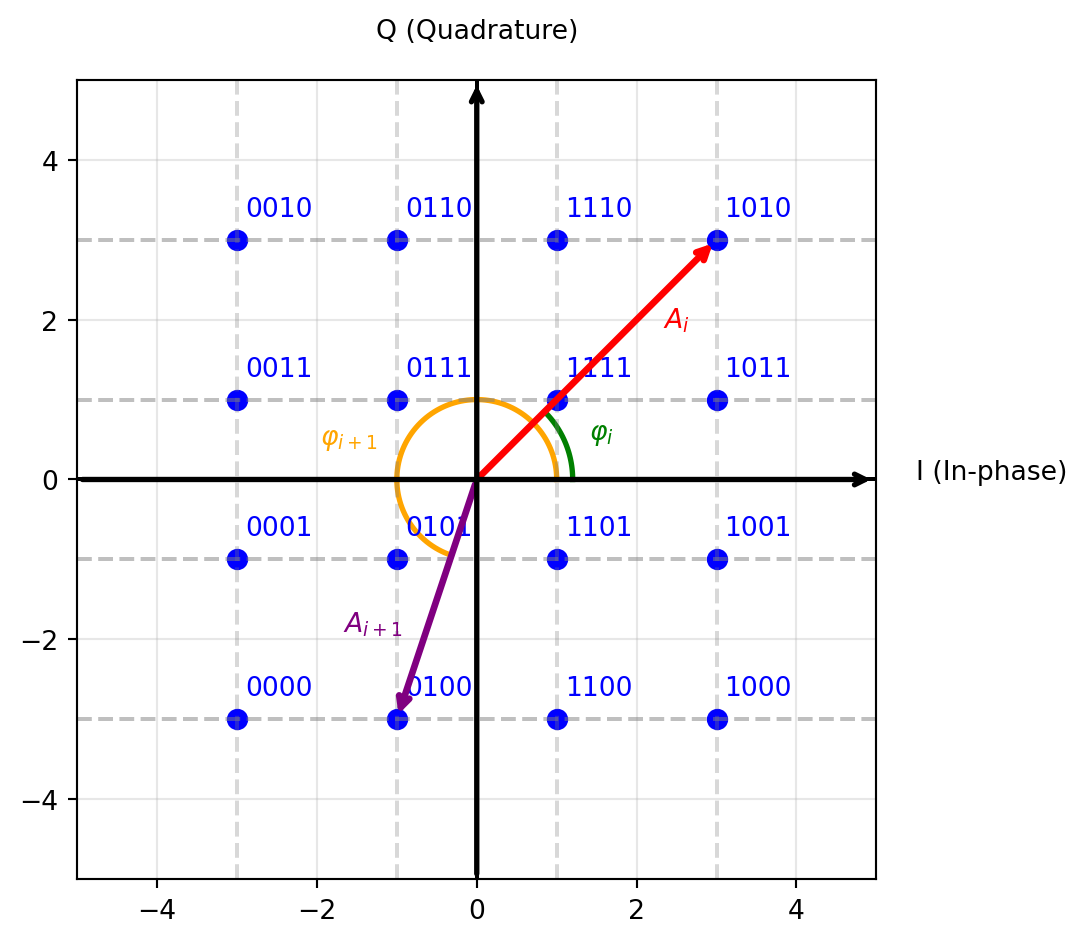 Q (Quadrature)
4
0010 0110 1110 1010
2
A_i
0011 0111 1111 1011
φ_{i+1} φ_i
0 I (In-phase)
0001 0101 1101 1001
−2
A_{i+1}
0000 0100 1100 1000
−4
−4 −2 0 2 4